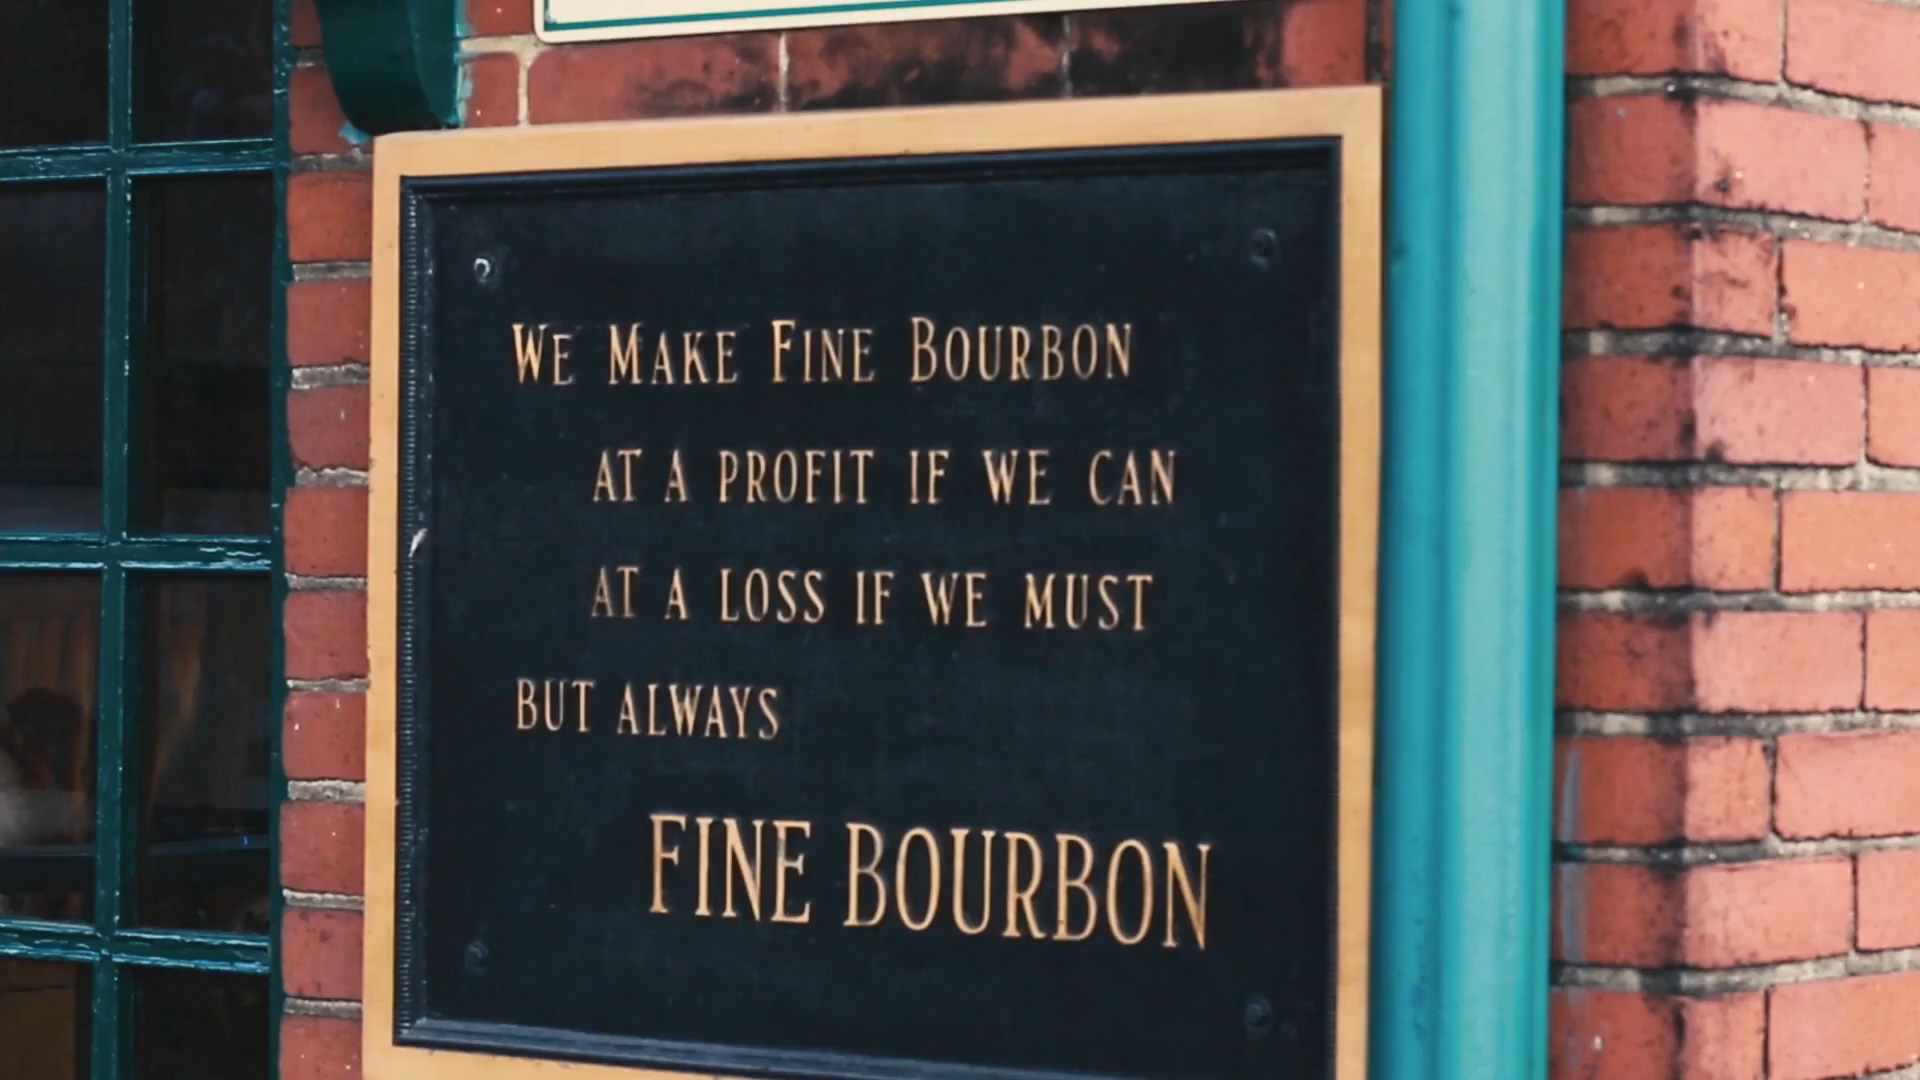 We Make Fine Bourbon
AT A PROFIT IF WE CAN
AT A LOSS IF WE MUST
BUT ALWAYS
FINE BOURBON